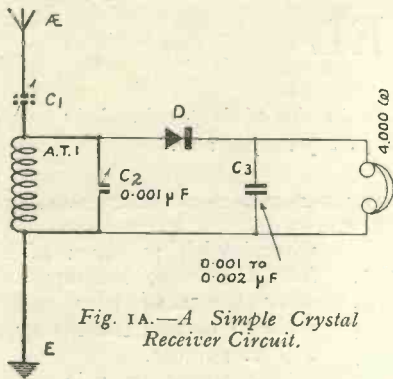 Æ
C1
D
A.T.I
C2
0.001 µF
C3
4,000 ω
0.001 TO
0.002 µF
E
Fig. 1A.—A Simple Crystal
Receiver Circuit.